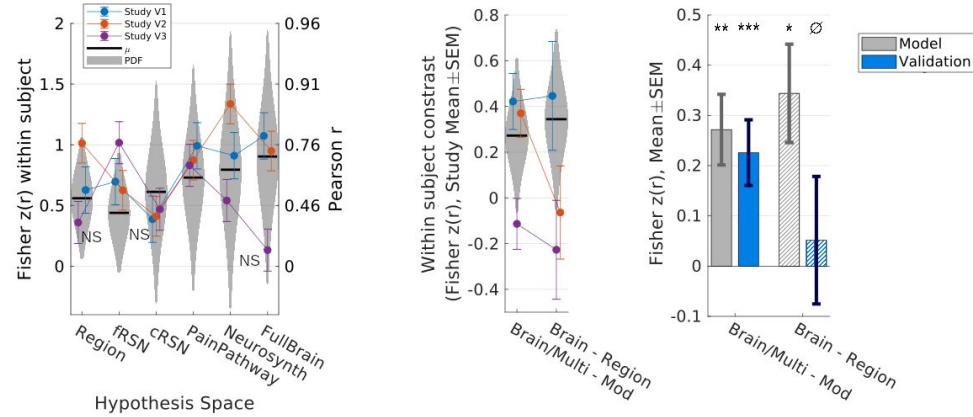 Study V1
Study V2
Study V3
μ
PDF
Fisher z(r) within subject
2
1.5
1
0.5
0
NS
NS
NS
0.96
0.91
0.76
0.46
0
Pearson r
Region
fRSN
cRSN
PainPathway
Neurosynth
FullBrain
Hypothesis Space
Within subject constrast
(Fisher z(r), Study Mean±SEM)
0.8
0.6
0.4
0.2
0
-0.2
-0.4
-0.6
-0.8
Brain - Region
Brain/Multi - Mod
Fisher z(r), Mean±SEM
0.5
0.4
0.3
0.2
0.1
0
-0.1
** *** * ∅
Brain - Region
Brain/Multi - Mod
Model
Validation